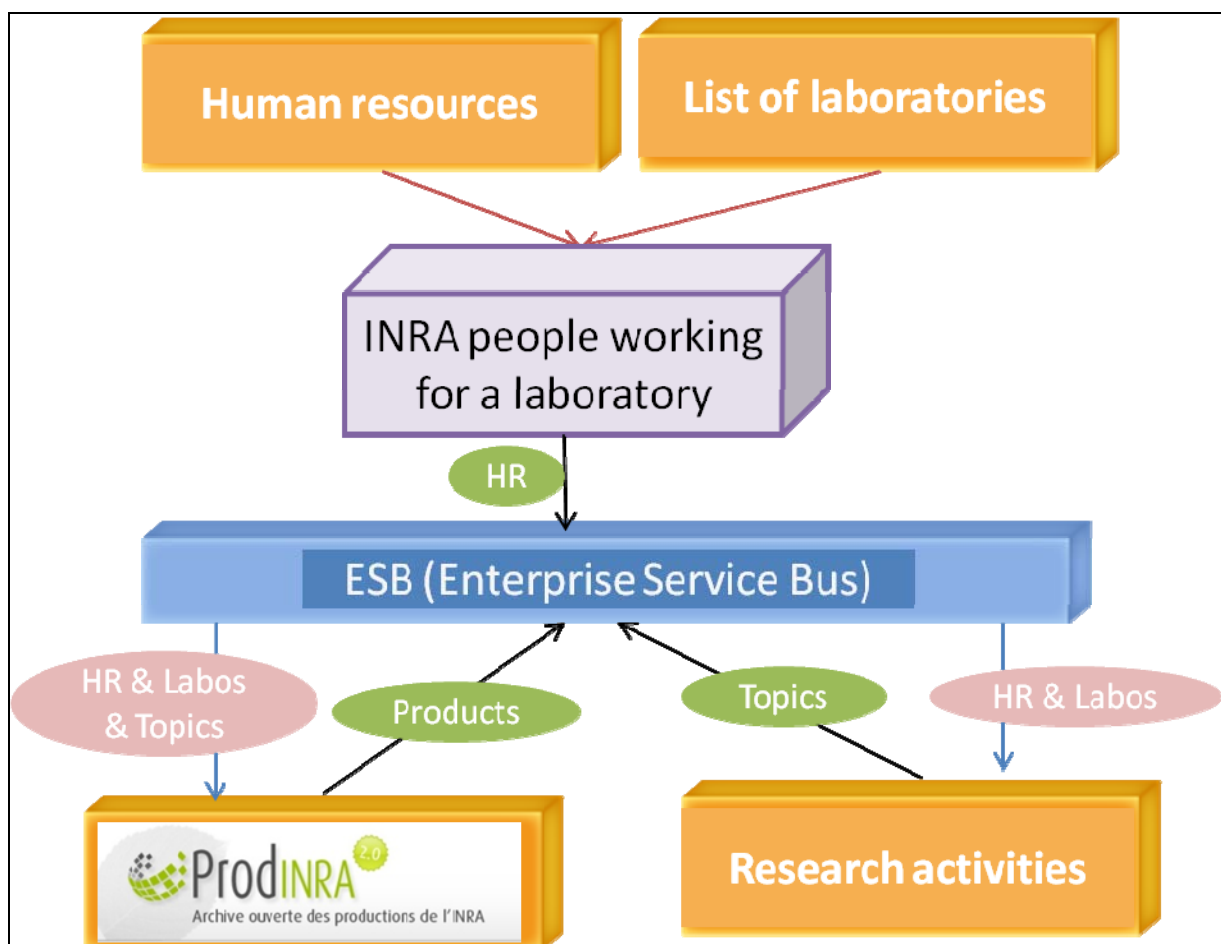 Human resources
List of laboratories
INRA people working
for a laboratory
HR
ESB (Enterprise Service Bus)
HR & Labos
& Topics
Products
Topics
HR & Labos
ProdINRA 2.0
Archive ouverte des productions de l'INRA
Research activities